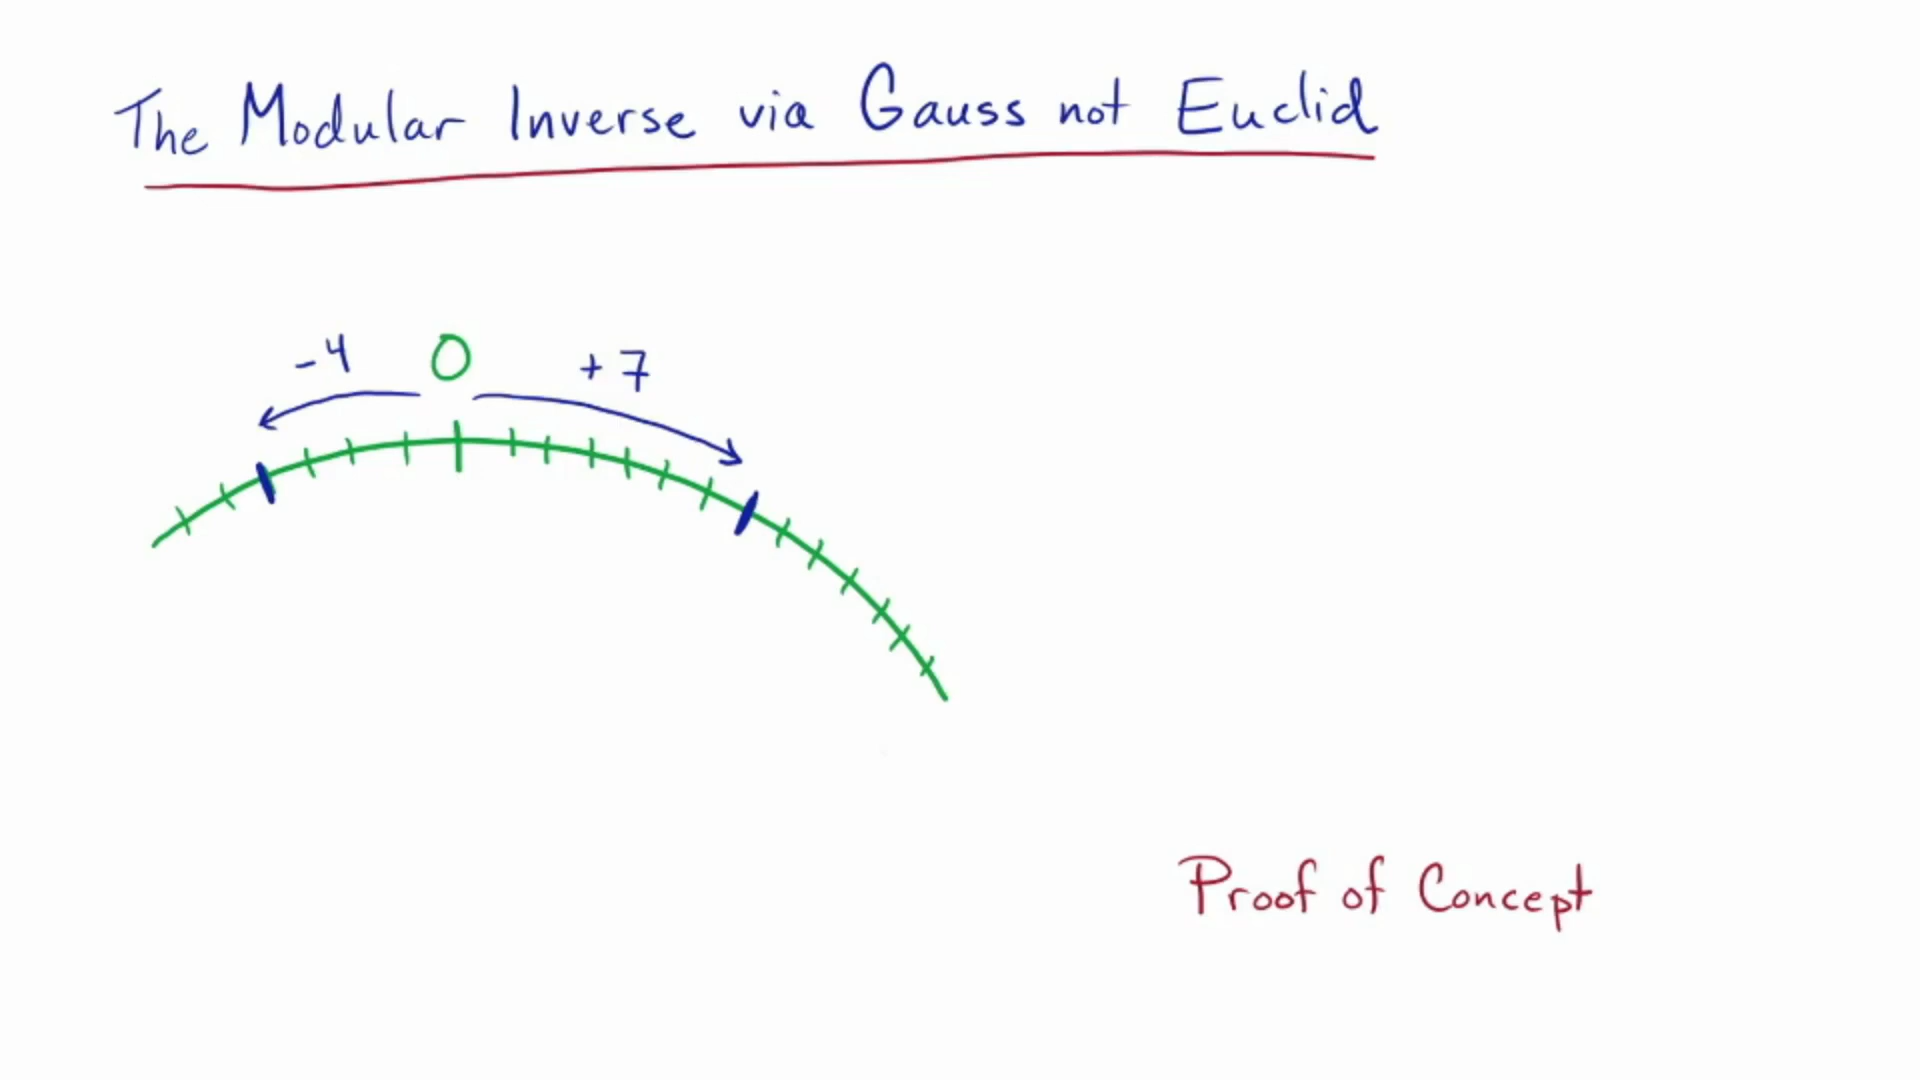 The Modular Inverse via Gauss not Euclid
-4 0 +7
Proof of Concept